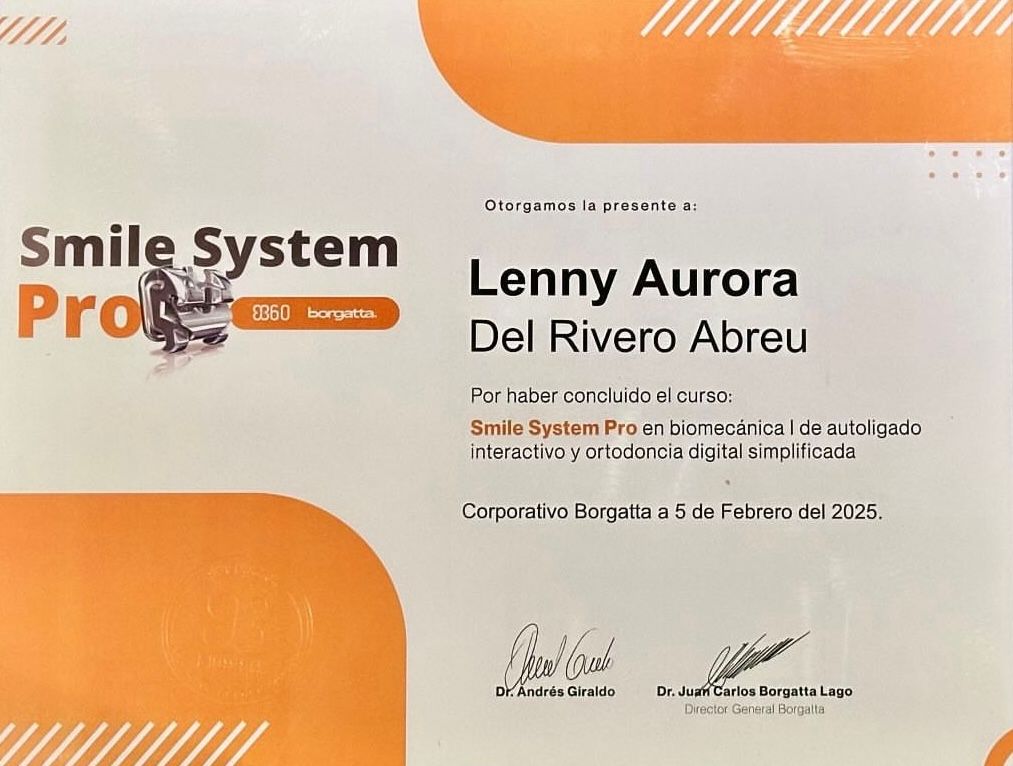 Smile System
Pro
360 borgatta.
Otorgamos la presente a:
Lenny Aurora
Del Rivero Abreu
Por haber concluido el curso:
Smile System Pro en biomecánica I de autoligado
interactivo y ortodoncia digital simplificada
Corporativo Borgatta a 5 de Febrero del 2025.
Dr. Andrés Giraldo
Dr. Juan Carlos Borgatta Lago
Director General Borgatta